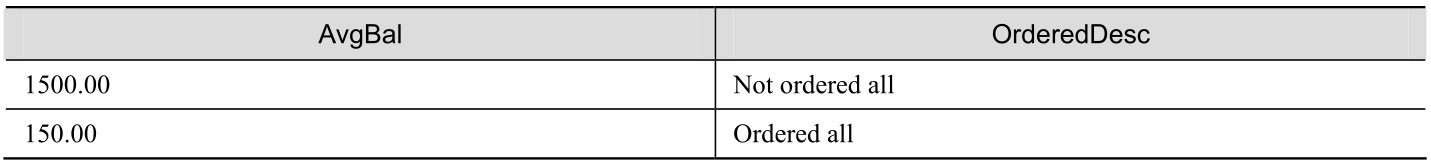 AvgBal OrderedDesc
1500.00 Not ordered all
150.00 Ordered all